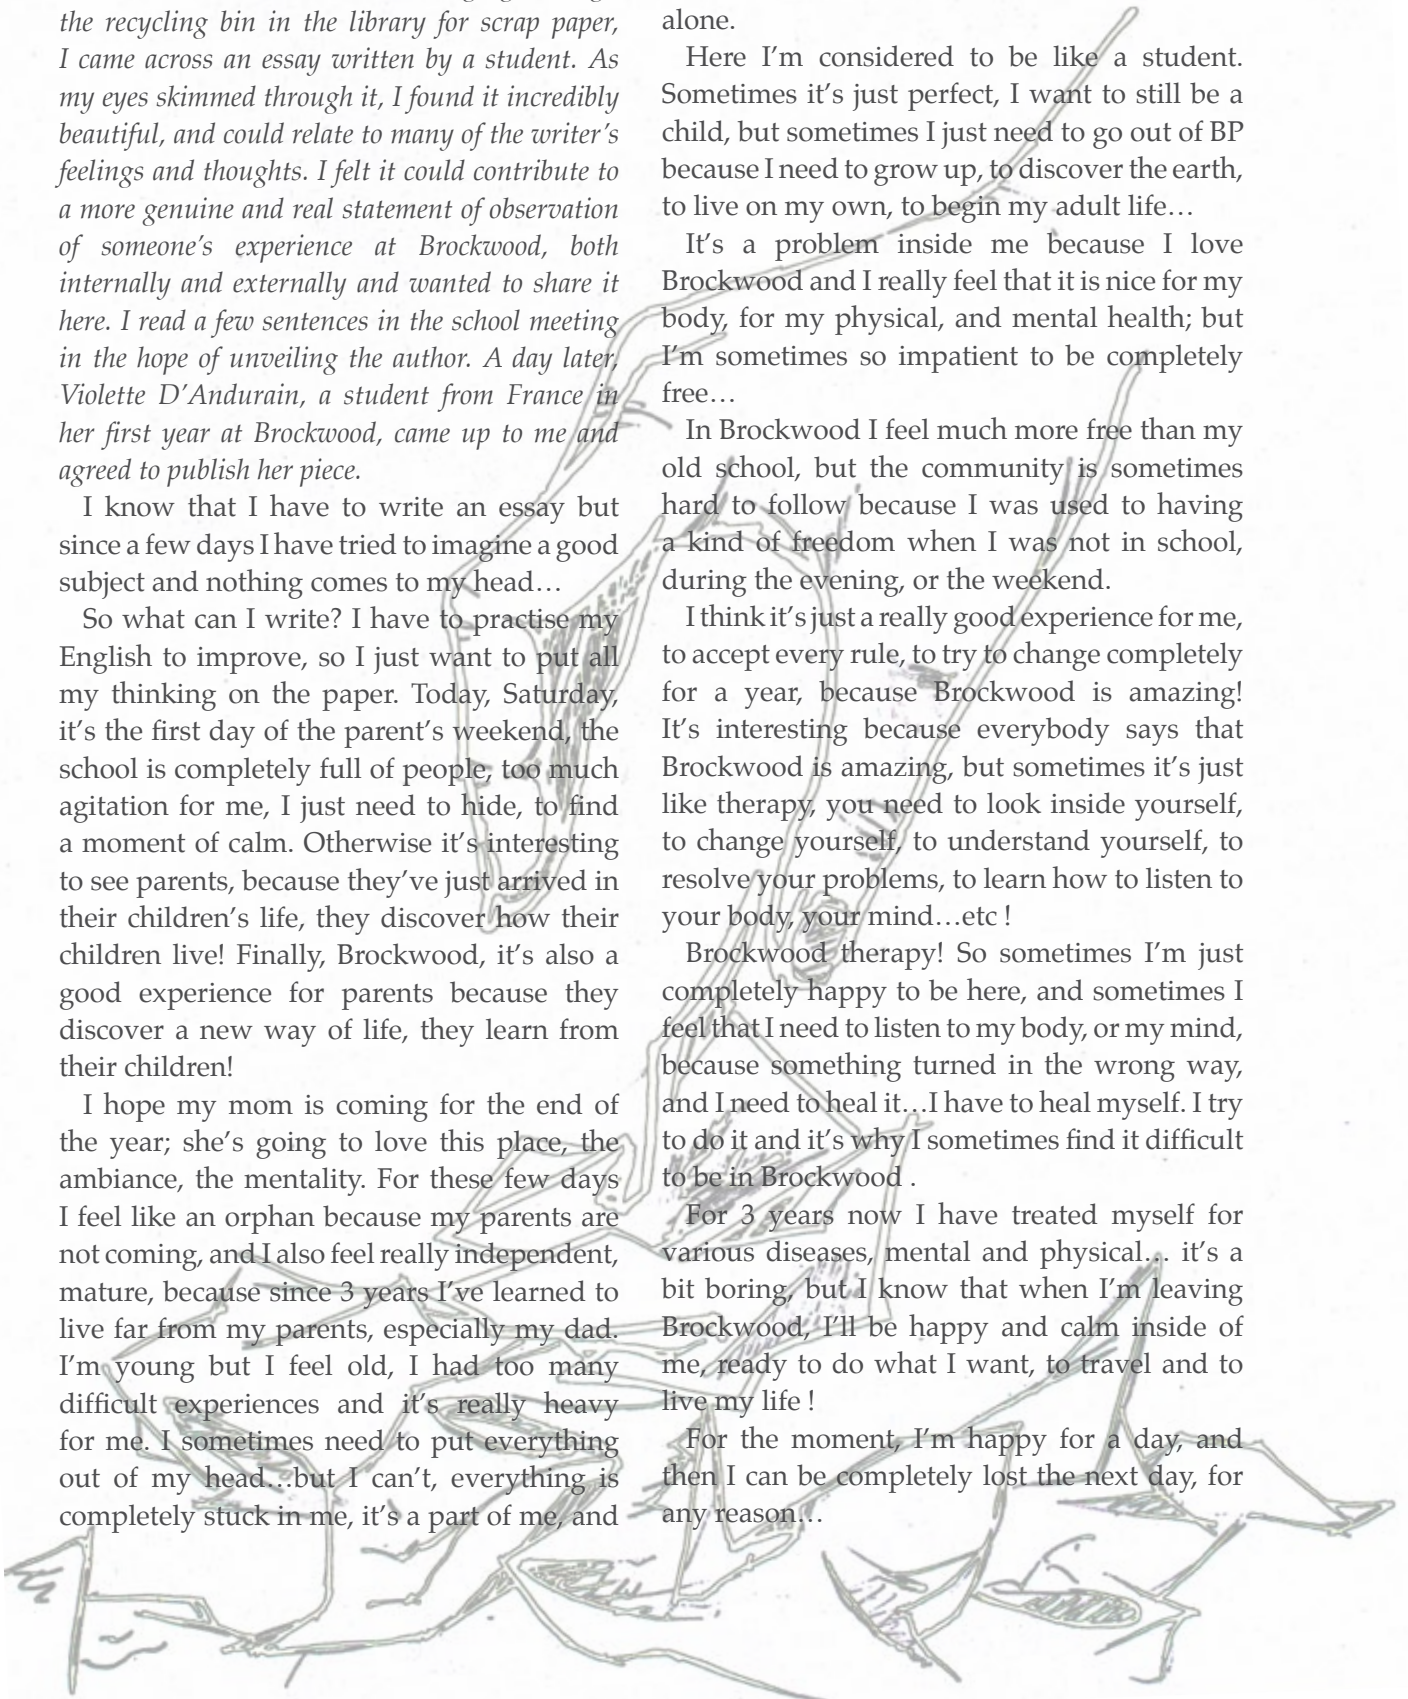 the recycling bin in the library for scrap paper,
I came across an essay written by a student. As
my eyes skimmed through it, I found it incredibly
beautiful, and could relate to many of the writer's
feelings and thoughts. I felt it could contribute to
a more genuine and real statement of observation
of someone's experience at Brockwood, both
internally and externally and wanted to share it
here. I read a few sentences in the school meeting
in the hope of unveiling the author. A day later,
Violette D'Andurain, a student from France in
her first year at Brockwood, came up to me and
agreed to publish her piece.
I know that I have to write an essay but
since a few days I have tried to imagine a good
subject and nothing comes to my head…
So what can I write? I have to practise my
English to improve, so I just want to put all
my thinking on the paper. Today, Saturday,
it's the first day of the parent's weekend, the
school is completely full of people, too much
agitation for me, I just need to hide, to find
a moment of calm. Otherwise it's interesting
to see parents, because they've just arrived in
their children's life, they discover how their
children live! Finally, Brockwood, it's also a
good experience for parents because they
discover a new way of life, they learn from
their children!
I hope my mom is coming for the end of
the year; she's going to love this place, the
ambiance, the mentality. For these few days
I feel like an orphan because my parents are
not coming, and I also feel really independent,
mature, because since 3 years I've learned to
live far from my parents, especially my dad.
I'm young but I feel old, I had too many
difficult experiences and it's really heavy
for me. I sometimes need to put everything
out of my head…but I can't, everything is
completely stuck in me, it's a part of me, and
alone.
Here I'm considered to be like a student.
Sometimes it's just perfect, I want to still be a
child, but sometimes I just need to go out of BP
because I need to grow up, to discover the earth,
to live on my own, to begin my adult life…
It's a problem inside me because I love
Brockwood and I really feel that it is nice for my
body, for my physical, and mental health; but
I'm sometimes so impatient to be completely
free…
In Brockwood I feel much more free than my
old school, but the community is sometimes
hard to follow because I was used to having
a kind of freedom when I was not in school,
during the evening, or the weekend.
I think it's just a really good experience for me,
to accept every rule, to try to change completely
for a year, because Brockwood is amazing!
It's interesting because everybody says that
Brockwood is amazing, but sometimes it's just
like therapy, you need to look inside yourself,
to change yourself, to understand yourself, to
resolve your problems, to learn how to listen to
your body, your mind…etc !
Brockwood therapy! So sometimes I'm just
completely happy to be here, and sometimes I
feel that I need to listen to my body, or my mind,
because something turned in the wrong way,
and I need to heal it…I have to heal myself. I try
to do it and it's why I sometimes find it difficult
to be in Brockwood .
For 3 years now I have treated myself for
various diseases, mental and physical… it's a
bit boring, but I know that when I'm leaving
Brockwood, I'll be happy and calm inside of
me, ready to do what I want, to travel and to
live my life !
For the moment, I'm happy for a day, and
then I can be completely lost the next day, for
any reason…